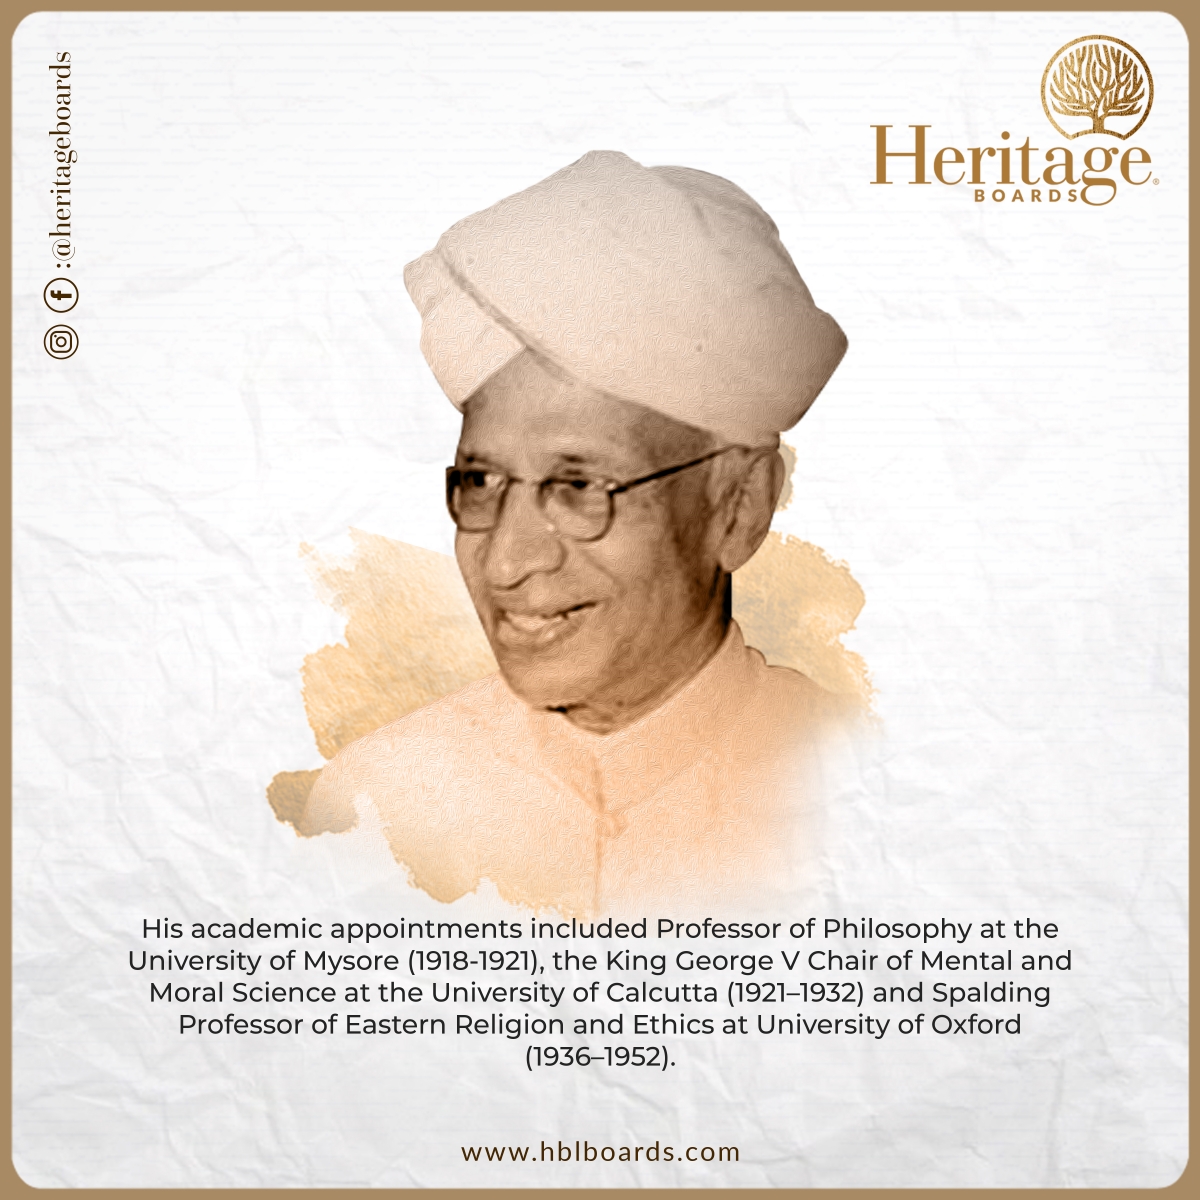 :@heritageboards
Heritage
BOARDS
His academic appointments included Professor of Philosophy at the
University of Mysore (1918-1921), the King George V Chair of Mental and
Moral Science at the University of Calcutta (1921–1932) and Spalding
Professor of Eastern Religion and Ethics at University of Oxford
(1936–1952).
www.hblboards.com